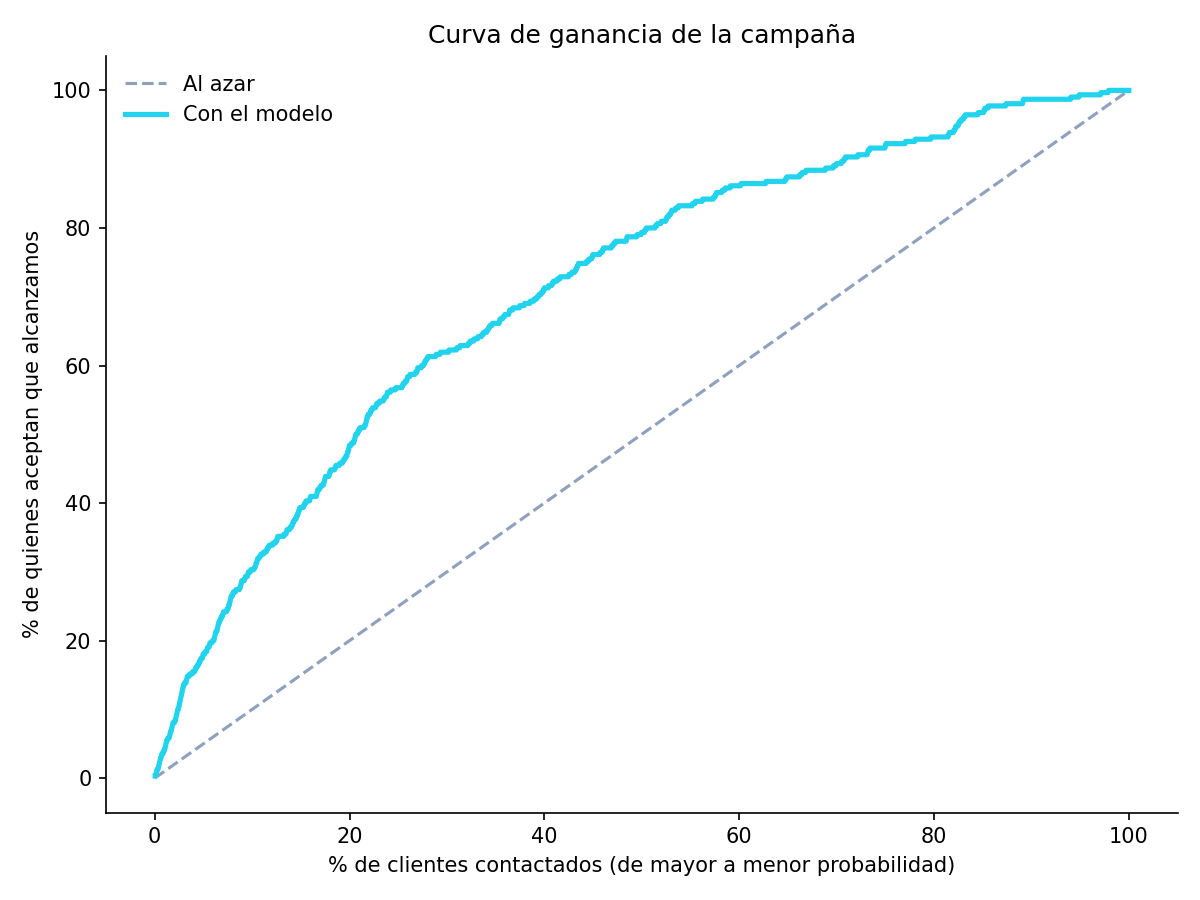 Curva de ganancia de la campaña
Al azar
Con el modelo
100
80
60
40
20
0
% de quienes aceptan que alcanzamos
0 20 40 60 80 100
% de clientes contactados (de mayor a menor probabilidad)